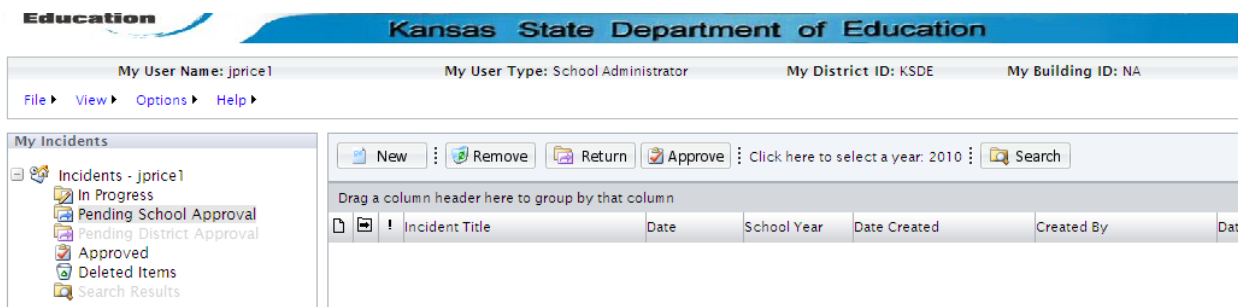 Education
Kansas State Department of Education
My User Name: jprice1 My User Type: School Administrator My District ID: KSDE My Building ID: NA
File View Options Help
My Incidents
Incidents - jprice1
In Progress
Pending School Approval
Pending District Approval
Approved
Deleted Items
Search Results
New Remove Return Approve Click here to select a year: 2010 Search
Drag a column header here to group by that column
! Incident Title Date School Year Date Created Created By Dat